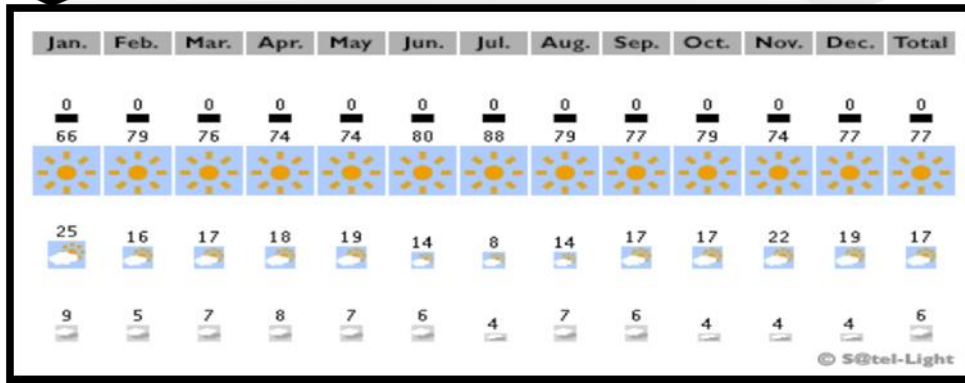 Jan. Feb. Mar. Apr. May Jun. Jul. Aug. Sep. Oct. Nov. Dec. Total
0 0 0 0 0 0 0 0 0 0 0 0 0
66 79 76 74 74 80 88 79 77 79 74 77 77
25 16 17 18 19 14 8 14 17 17 22 19 17
9 5 7 8 7 6 4 7 6 4 4 4 6
© S@tel-Light